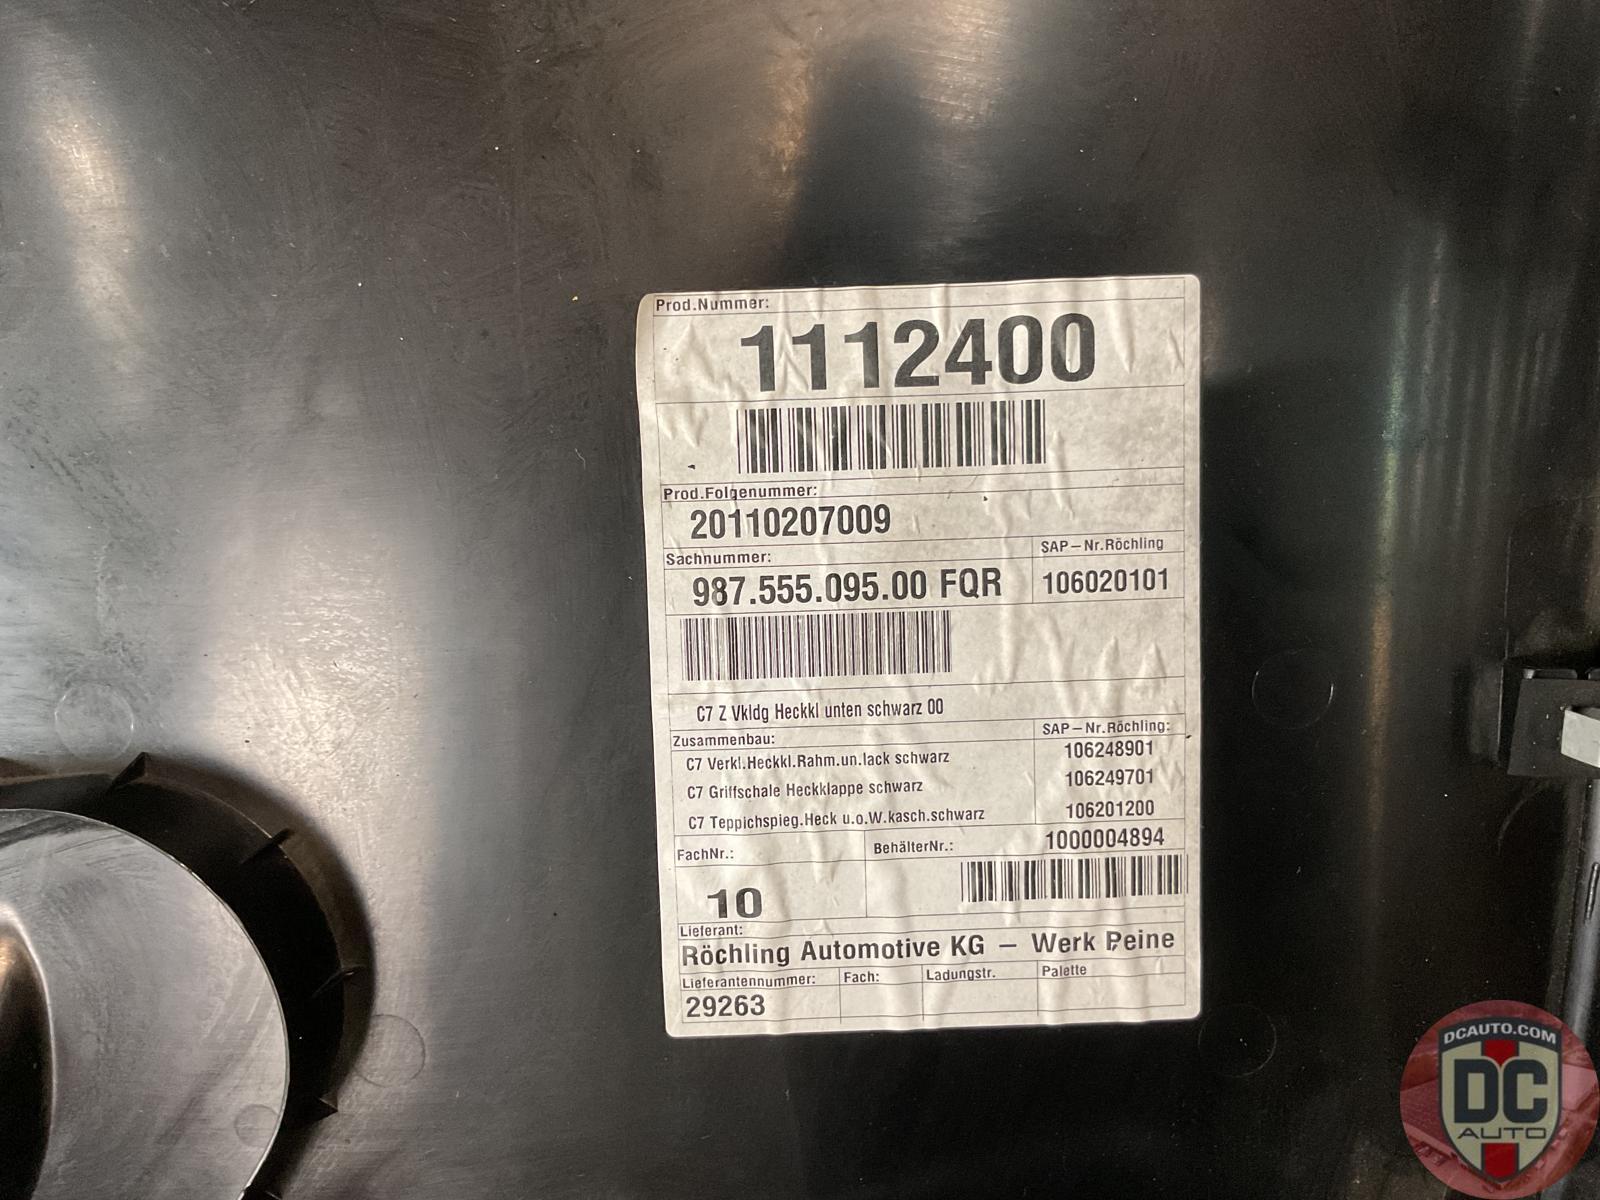 Prod.Nummer:
1112400
Prod.Folgenummer:
20110207009
Sachnummer:
SAP-Nr.Röchling
987.555.095.00 FQR
106020101
C7 Z Vkldg Heckkl unten schwarz 00
Zusammenbau:
SAP-Nr.Röchling:
C7 Verkl.Heckkl.Rahm.un.lack schwarz
106248901
C7 Griffschale Heckklappe schwarz
106249701
C7 Teppichspieg.Heck u.o.W.kasch.schwarz
106201200
FachNr.:
BehälterNr.:
1000004894
10
Lieferant:
Röchling Automotive KG - Werk Peine
Lieferantennummer:
Fach:
Ladungstr.
Palette
29263
DCAUTO.COM
DC
AUTO